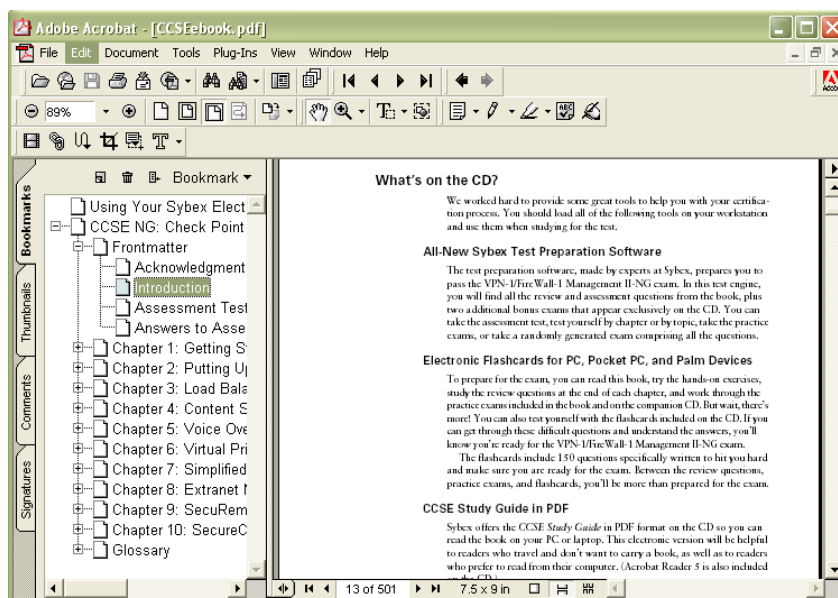 Adobe Acrobat - [CCSEebook.pdf]
File Edit Document Tools Plug-Ins View Window Help
Adobe
89%
Bookmark
Bookmarks
Thumbnails
Comments
Signatures
Using Your Sybex Elect
CCSE NG: Check Point
Frontmatter
Acknowledgment
Introduction
Assessment Test
Answers to Asse
Chapter 1: Getting St
Chapter 2: Putting Up
Chapter 3: Load Bala
Chapter 4: Content S
Chapter 5: Voice Ove
Chapter 6: Virtual Pri
Chapter 7: Simplified
Chapter 8: Extranet M
Chapter 9: SecuRem
Chapter 10: SecureC
Glossary
What's on the CD?
We worked hard to provide some great tools to help you with your certifica-
tion process. You should load all of the following tools on your workstation
and use them when studying for the test.
All-New Sybex Test Preparation Software
The test preparation software, made by experts at Sybex, prepares you to
pass the VPN-1/FireWall-1 Management II-NG exam. In this test engine,
you will find all the review and assessment questions from the book, plus
two additional bonus exams that appear exclusively on the CD. You can
take the assessment test, test yourself by chapter or by topic, take the practice
exams, or take a randomly generated exam comprising all the questions.
Electronic Flashcards for PC, Pocket PC, and Palm Devices
To prepare for the exam, you can read this book, try the hands-on exercises,
study the review questions at the end of each chapter, and work through the
practice exams included in the book and on the companion CD. But wait, there's
more! You can also test yourself with the flashcards included on the CD. If you
can get through these difficult questions and understand the answers, you'll
know you're ready for the VPN-1/FireWall-1 Management II-NG exam.
The flashcards include 150 questions specifically written to hit you hard
and make sure you are ready for the exam. Between the review questions,
practice exams, and flashcards, you'll be more than prepared for the exam.
CCSE Study Guide in PDF
Sybex offers the CCSE Study Guide in PDF format on the CD so you can
read the book on your PC or laptop. This electronic version will be helpful
to readers who travel and don't want to carry a book, as well as to readers
who prefer to read from their computer. (Acrobat Reader 5 is also included
on the CD.)
13 of 501
7.5 x 9 in